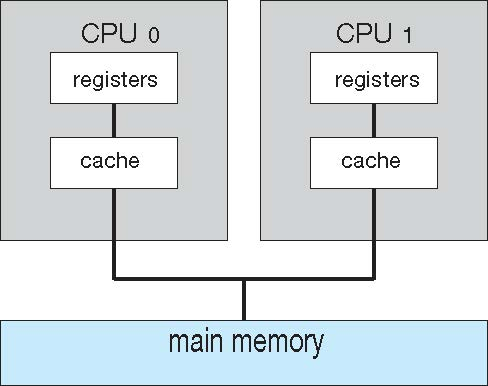 CPU 0
registers
cache
CPU 1
registers
cache
main memory